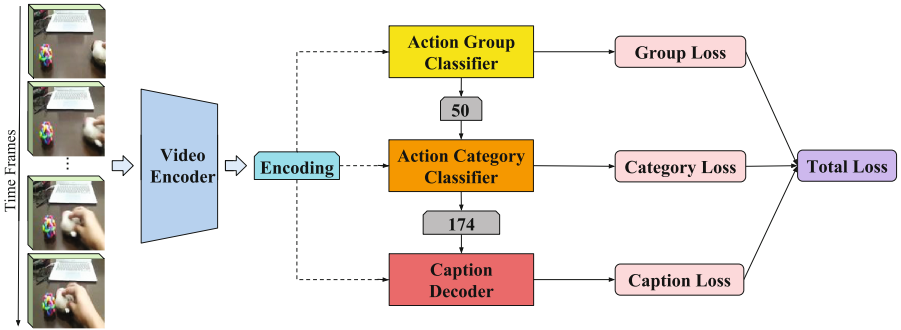 Time Frames
Video
Encoder
Encoding
Action Group
Classifier
50
Action Category
Classifier
174
Caption
Decoder
Group Loss
Category Loss
Caption Loss
Total Loss